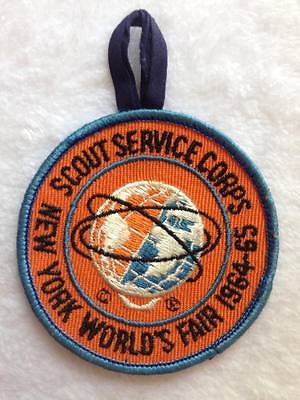 SCOUT SERVICE CORPS
NEW YORK WORLD'S FAIR 1964-65